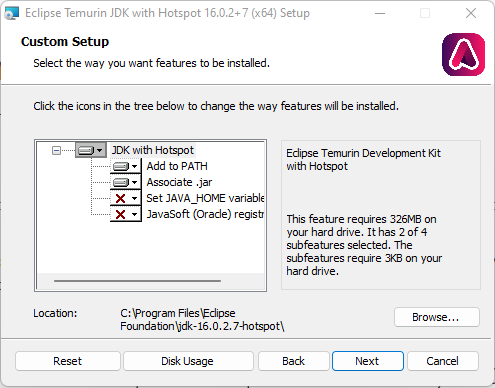 Eclipse Temurin JDK with Hotspot 16.0.2+7 (x64) Setup
Custom Setup
Select the way you want features to be installed.
Click the icons in the tree below to change the way features will be installed.
JDK with Hotspot
Add to PATH
Associate .jar
Set JAVA_HOME variable
JavaSoft (Oracle) registr
Eclipse Temurin Development Kit
with Hotspot
This feature requires 326MB on
your hard drive. It has 2 of 4
subfeatures selected. The
subfeatures require 3KB on your
hard drive.
Location:
C:\Program Files\Eclipse
Foundation\jdk-16.0.2.7-hotspot\
Browse...
Reset
Disk Usage
Back
Next
Cancel